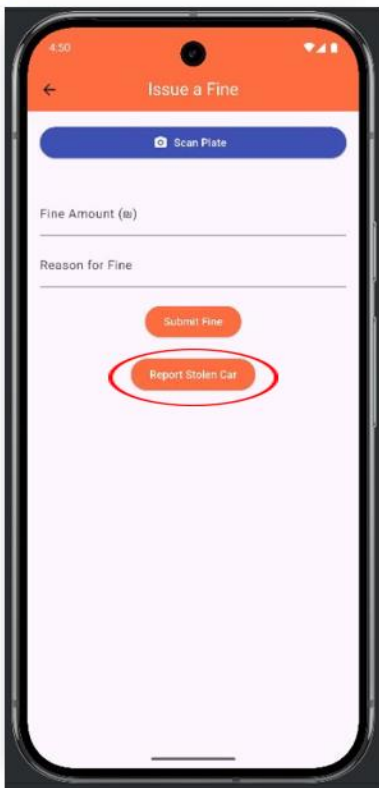 4:50
Issue a Fine
Scan Plate
Fine Amount (₪)
Reason for Fine
Submit Fine
Report Stolen Car